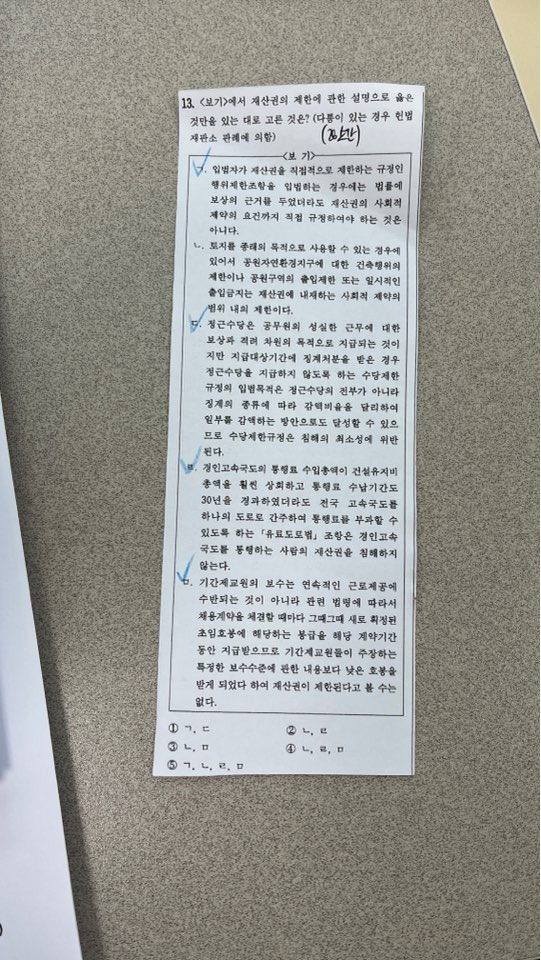 13. <보기>에서 재산권의 제한에 관한 설명으로 옳은
것만을 있는 대로 고른 것은? (다툼이 있는 경우 헌법
재판소 판례에 의함)
<보 기>
ㄱ. 입법자가 재산권을 직접적으로 제한하는 규정인
행위제한조항을 입법하는 경우에는 법률에
보상의 근거를 두었더라도 재산권의 사회적
제약의 요건까지 직접 규정하여야 하는 것은
아니다.
ㄴ. 토지를 종래의 목적으로 사용할 수 있는 경우에
있어서 공원자연환경지구에 대한 건축행위의
제한이나 공원구역의 출입제한 또는 일시적인
출입금지는 재산권에 내재하는 사회적 제약의
범위 내의 제한이다.
ㄷ. 정근수당은 공무원의 성실한 근무에 대한
보상과 격려 차원의 목적으로 지급되는 것이
지만 지급대상기간에 징계처분을 받은 경우
정근수당을 지급하지 않도록 하는 수당제한
규정의 입법목적은 정근수당의 전부가 아니라
징계의 종류에 따라 감액비율을 달리하여
일부를 감액하는 방안으로도 달성할 수 있으
므로 수당제한규정은 침해의 최소성에 위반
된다.
ㄹ. 경인고속국도의 통행료 수입총액이 건설유지비
총액을 훨씬 상회하고 통행료 수납기간도
30년을 경과하였더라도 전국 고속국도를
하나의 도로로 간주하여 통행료를 부과할 수
있도록 하는 「유료도로법」 조항은 경인고속
국도를 통행하는 사람의 재산권을 침해하지
않는다.
ㅁ. 기간제교원의 보수는 연속적인 근로제공에
수반되는 것이 아니라 관련 법령에 따라서
채용계약을 체결할 때마다 그때그때 새로 획정된
초임호봉에 해당하는 봉급을 해당 계약기간
동안 지급받으므로 기간제교원들이 주장하는
특정한 보수수준에 관한 내용보다 낮은 호봉을
받게 되었다 하여 재산권이 제한된다고 볼 수는
없다.
① ㄱ, ㄷ ② ㄴ, ㄹ
③ ㄴ, ㅁ ④ ㄴ, ㄹ, ㅁ
⑤ ㄱ, ㄴ, ㄹ, ㅁ